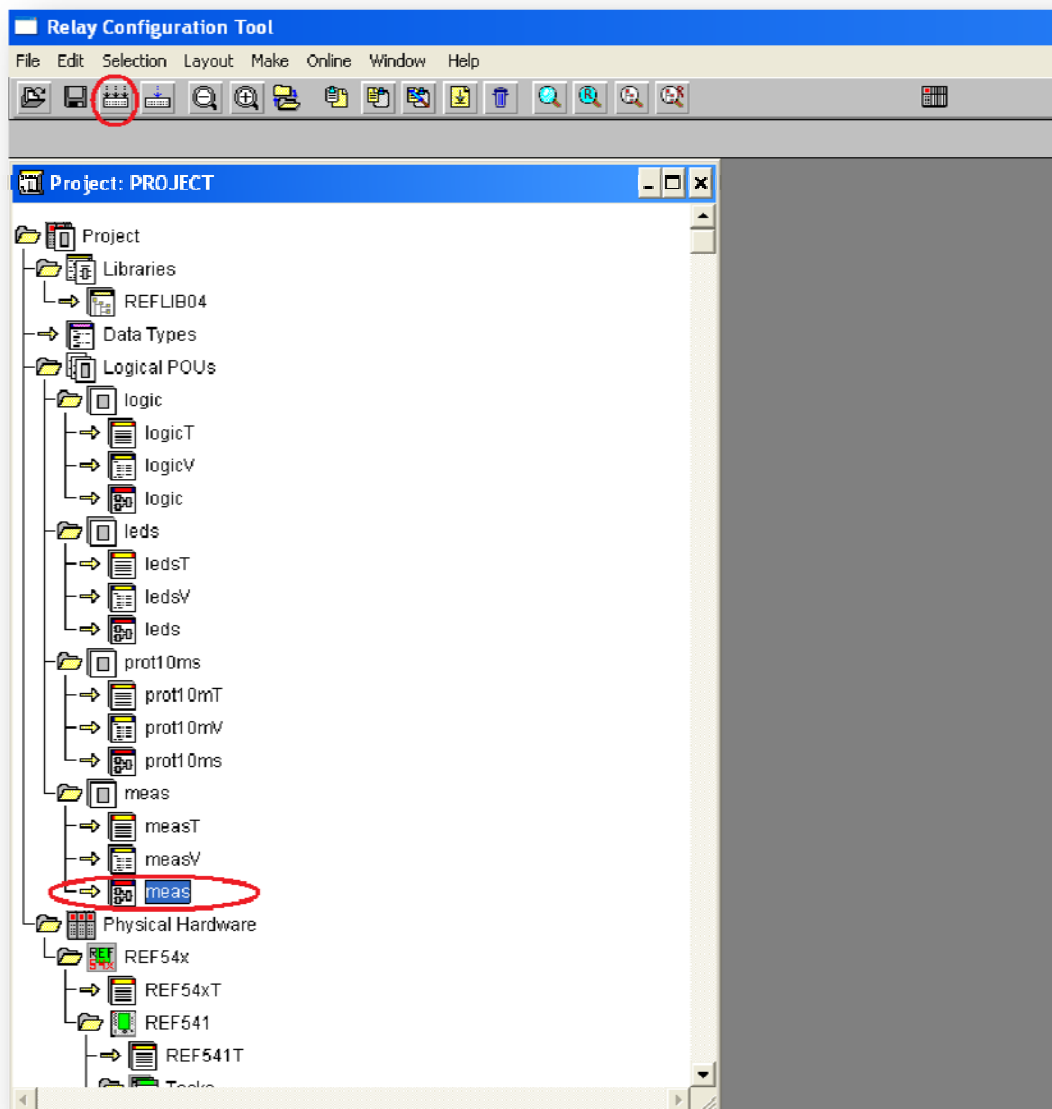 Relay Configuration Tool
File Edit Selection Layout Make Online Window Help
Project: PROJECT
Project
Libraries
REFLIB04
Data Types
Logical POUs
logic
logicT
logicV
logic
leds
ledsT
ledsV
leds
prot10ms
prot10mT
prot10mV
prot10ms
meas
measT
measV
meas
Physical Hardware
REF54x
REF54xT
REF541
REF541T
Tasks